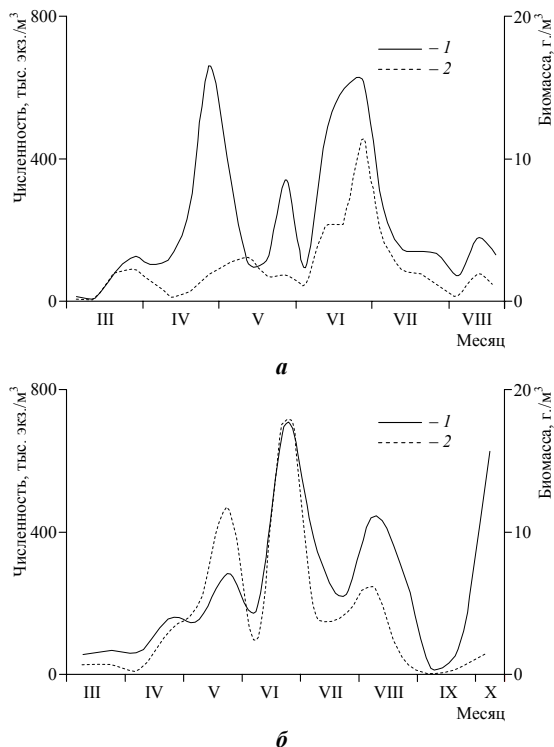 Численность, тыс. экз./м³
Биомасса, г./м³
800
400
0
20
10
0
– 1
– 2
III IV V VI VII VIII
Месяц
а
Численность, тыс. экз./м³
Биомасса, г./м³
800
400
0
20
10
0
– 1
– 2
III IV V VI VII VIII IX X
Месяц
б